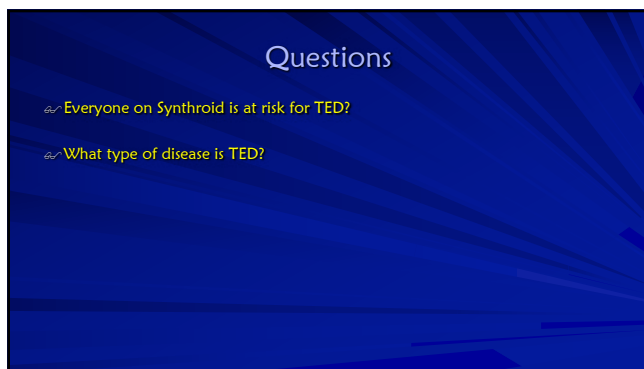 Questions
Everyone on Synthroid is at risk for TED?
What type of disease is TED?